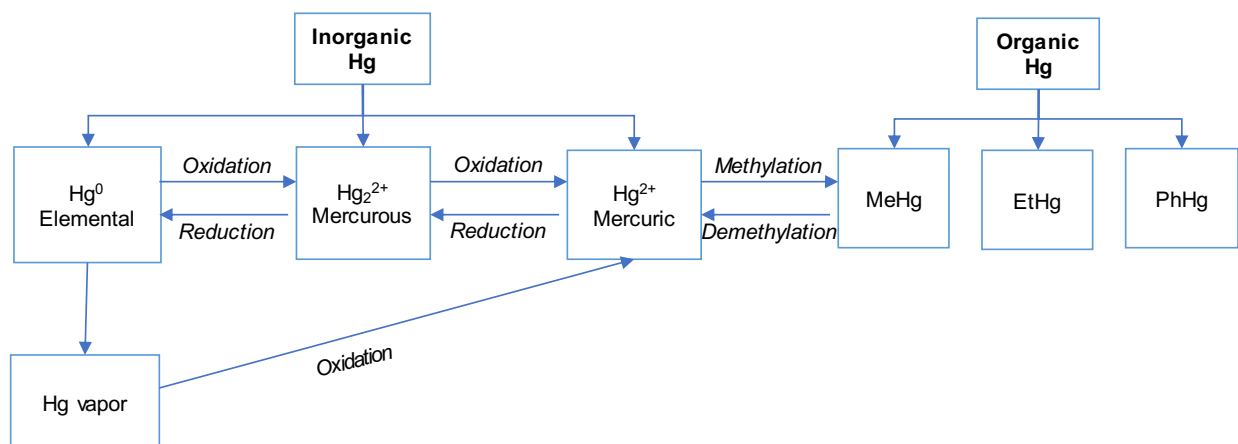 Inorganic
Hg
Organic
Hg
Hg⁰
Elemental
Oxidation
Reduction
Hg₂²⁺
Mercurous
Oxidation
Reduction
Hg²⁺
Mercuric
Methylation
Demethylation
MeHg
EtHg
PhHg
Hg vapor
Oxidation